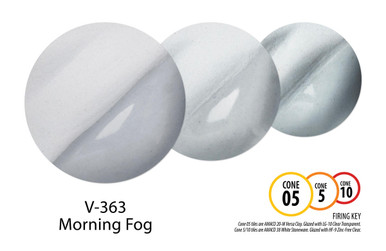 V-363
Morning Fog
CONE 05
CONE 5
CONE 10
FIRING KEY
Cone 05 tiles are AMACO 20-M Versa Clay, Glazed with LG-10 Clear Transparent.
Cone 5/10 tiles are AMACO 38 White Stoneware, Glazed with HF-9 Zinc-Free Clear.